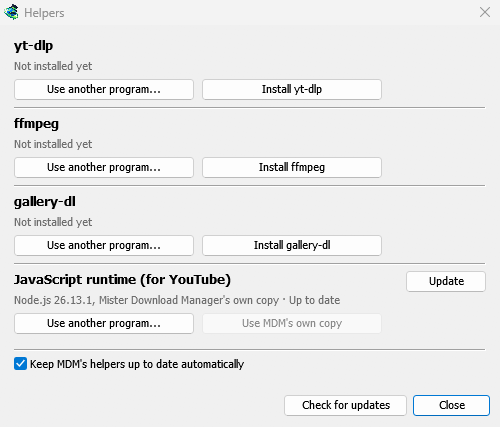 Helpers
yt-dlp
Not installed yet
Use another program... Install yt-dlp
ffmpeg
Not installed yet
Use another program... Install ffmpeg
gallery-dl
Not installed yet
Use another program... Install gallery-dl
JavaScript runtime (for YouTube) Update
Node.js 26.13.1, Mister Download Manager's own copy · Up to date
Use another program... Use MDM's own copy
Keep MDM's helpers up to date automatically
Check for updates Close